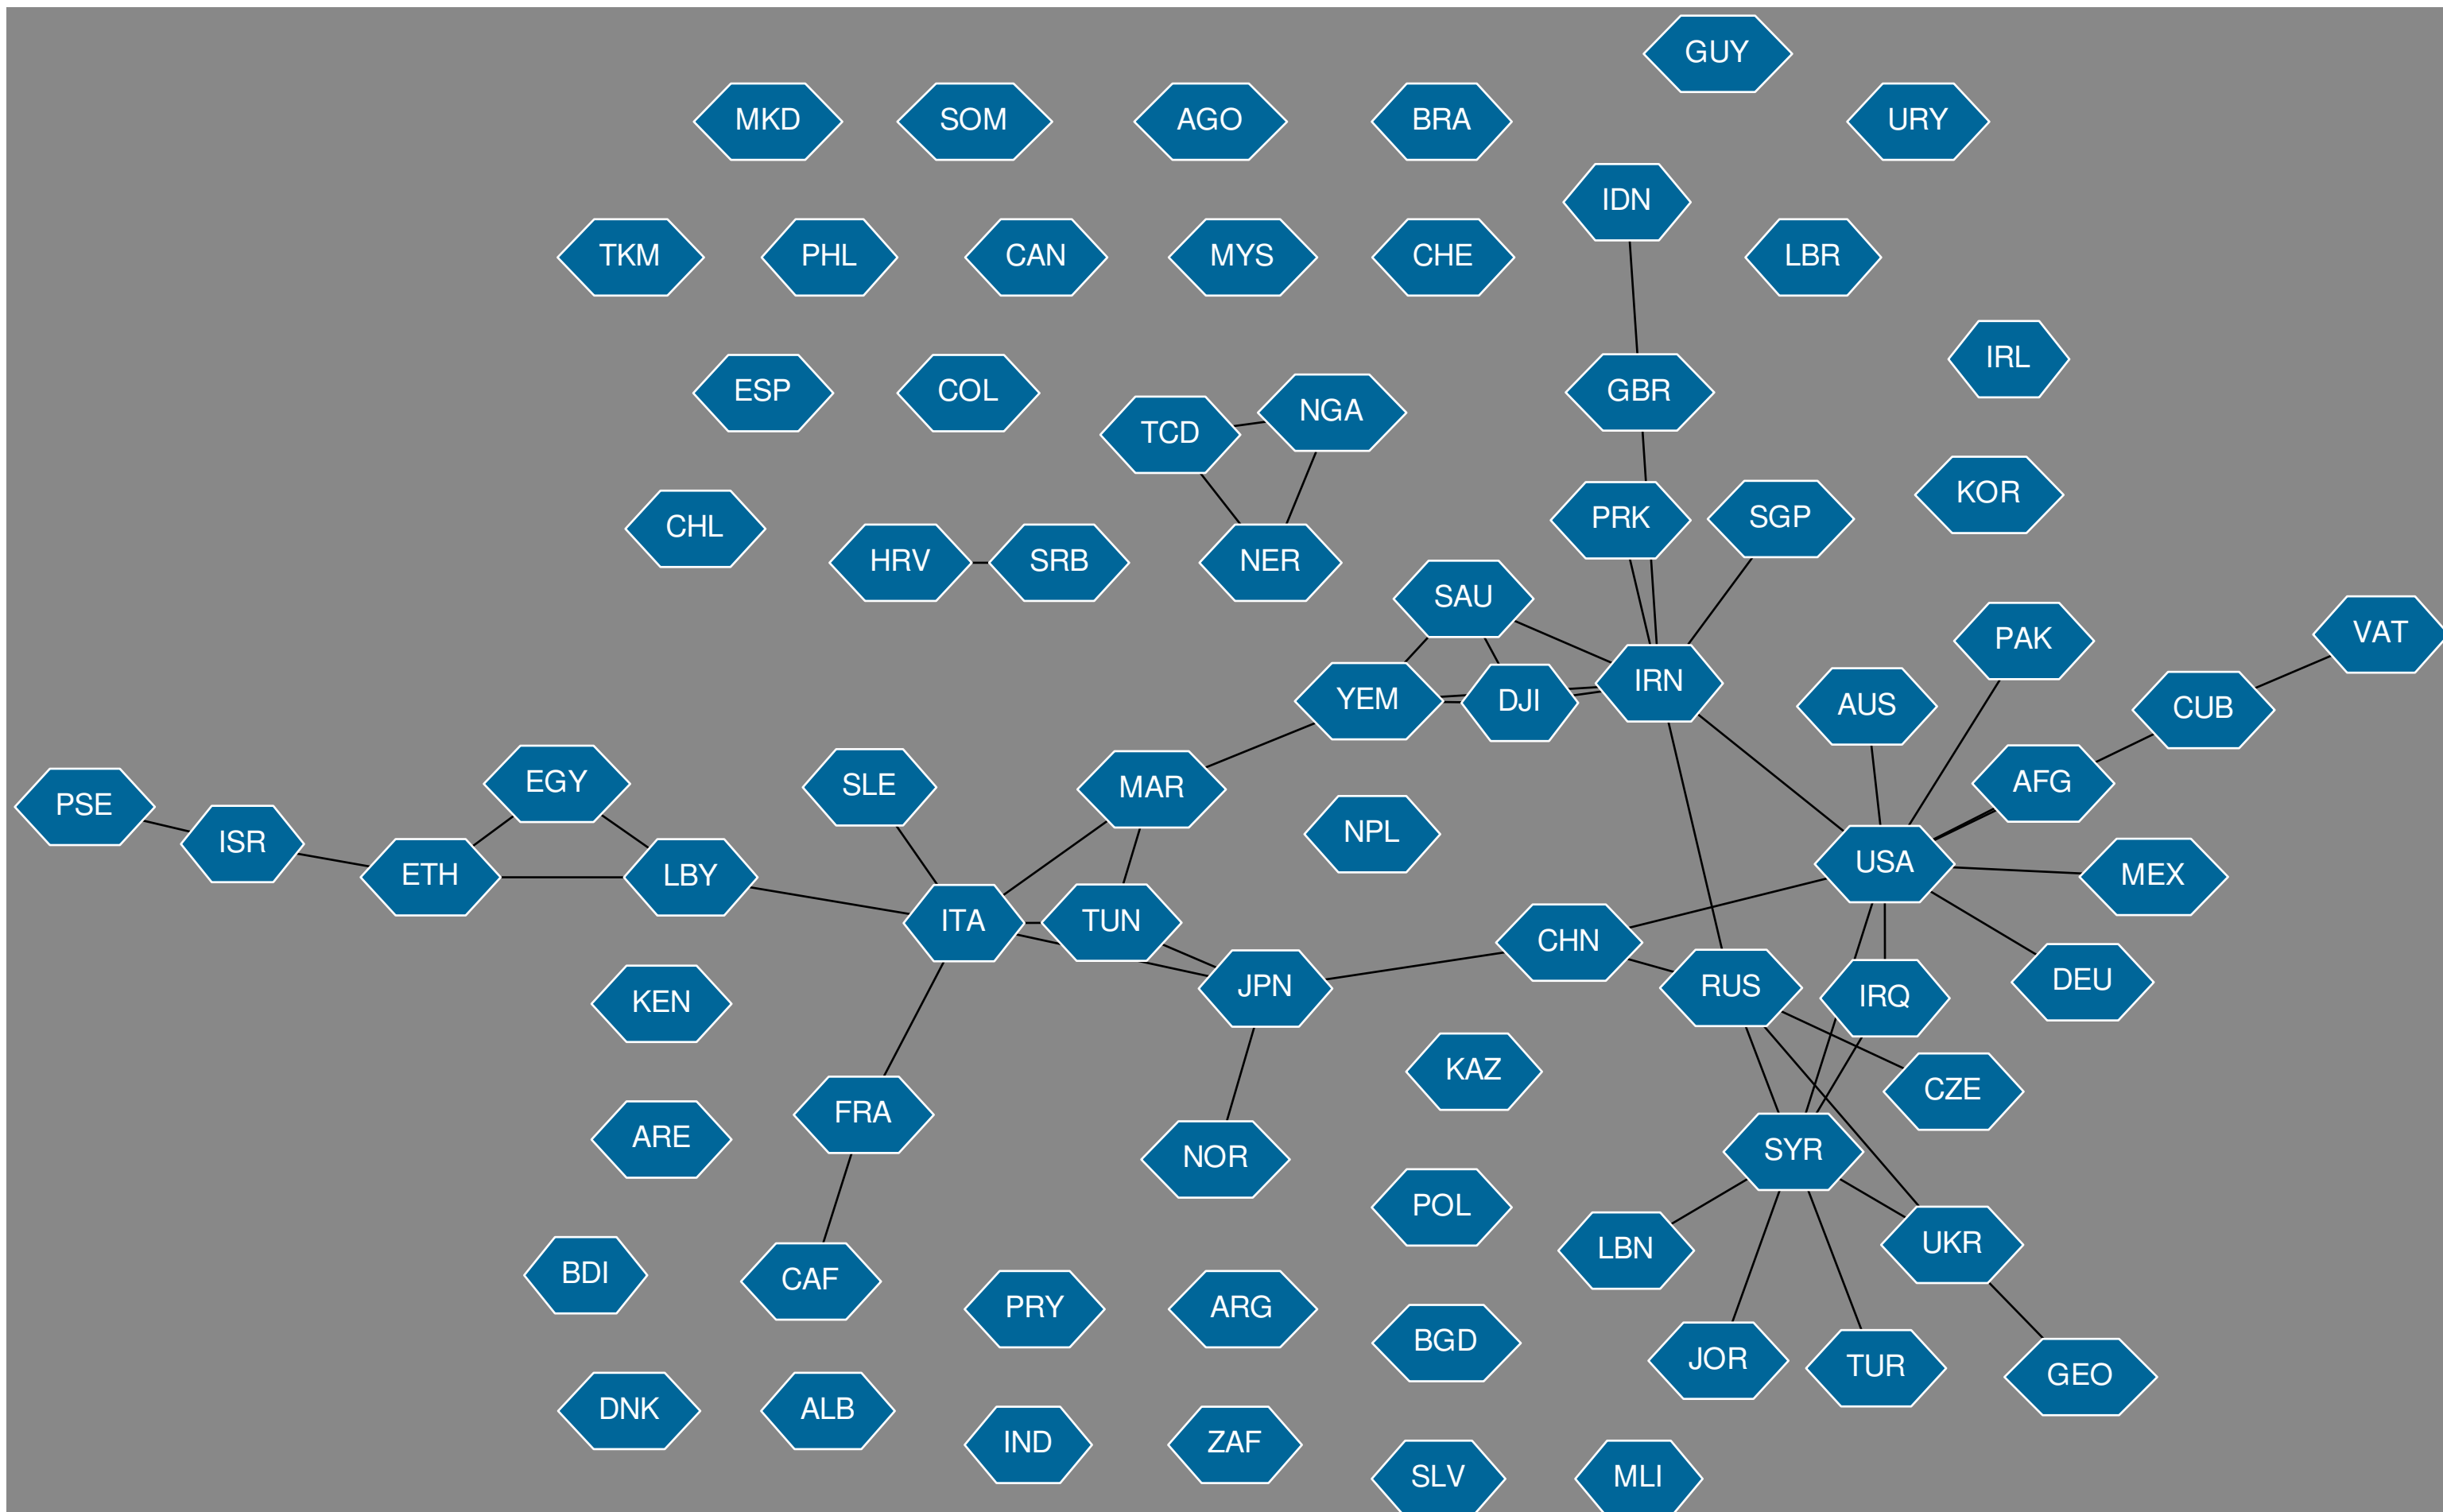 GUY
MKD
SOM
AGO
BRA
URY
IDN
TKM
PHL
CAN
MYS
CHE
LBR
IRL
ESP
COL
TCD
NGA
GBR
KOR
CHL
HRV
SRB
NER
PRK
SGP
SAU
PAK
VAT
YEM
DJI
IRN
AUS
CUB
PSE
ISR
EGY
ETH
LBY
SLE
MAR
NPL
USA
AFG
MEX
ITA
TUN
JPN
CHN
RUS
IRQ
DEU
KEN
ARE
FRA
NOR
KAZ
CZE
SYR
POL
LBN
UKR
BDI
CAF
PRY
ARG
BGD
JOR
TUR
GEO
DNK
ALB
IND
ZAF
SLV
MLI